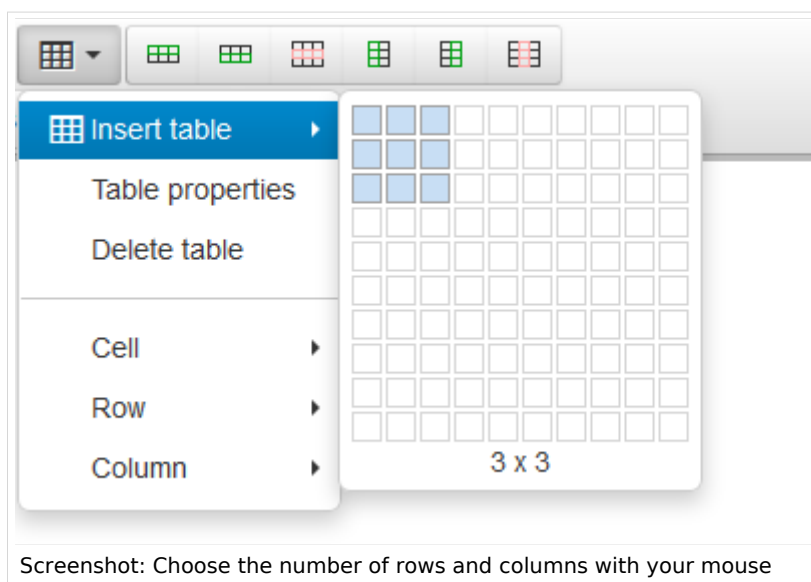 Insert table
Table properties
Delete table
Cell
Row
Column
3 x 3
Screenshot: Choose the number of rows and columns with your mouse